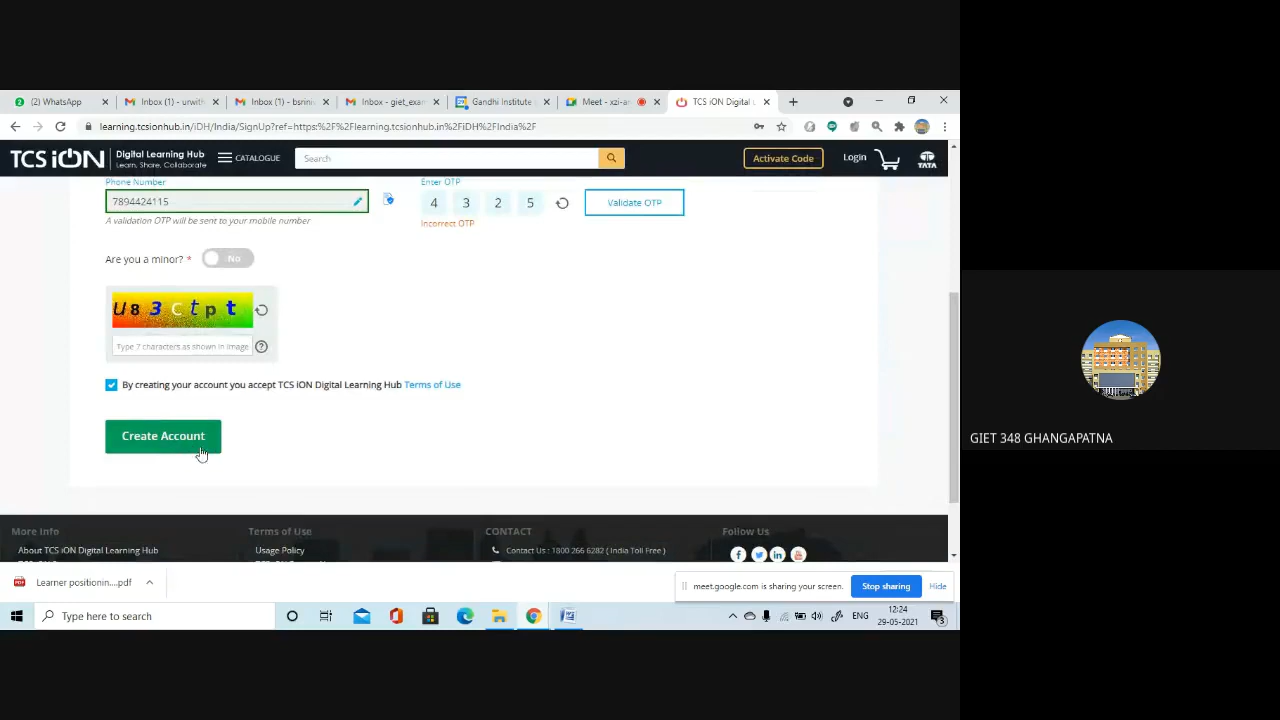 (2) WhatsApp
Inbox (1) - urwith
Inbox (1) - bsrini
Inbox - giet_exam
Gandhi Institute
Meet - xzi-a
TCS iON Digital L
learning.tcsionhub.in/iDH/India/SignUp?ref=https:%2F%2Flearning.tcsionhub.in%2FiDH%2FIndia%2F
TCS iON Digital Learning Hub
Learn, Share, Collaborate
CATALOGUE
Search
Activate Code
Login
TATA
Phone Number
Enter OTP
7894424115
4 3 2 5
Validate OTP
A validation OTP will be sent to your mobile number
Incorrect OTP
Are you a minor? *
No
U83Ctpt
Type 7 characters as shown in image
?
By creating your account you accept TCS iON Digital Learning Hub Terms of Use
Create Account
GIET 348 GHANGAPATNA
More Info
Terms of Use
CONTACT
Follow Us
About TCS iON Digital Learning Hub
Usage Policy
Contact Us : 1800 266 6282 ( India Toll Free )
PDF
Learner positionin....pdf
meet.google.com is sharing your screen.
Stop sharing
Hide
Type here to search
ENG
12:24
29-05-2021
3